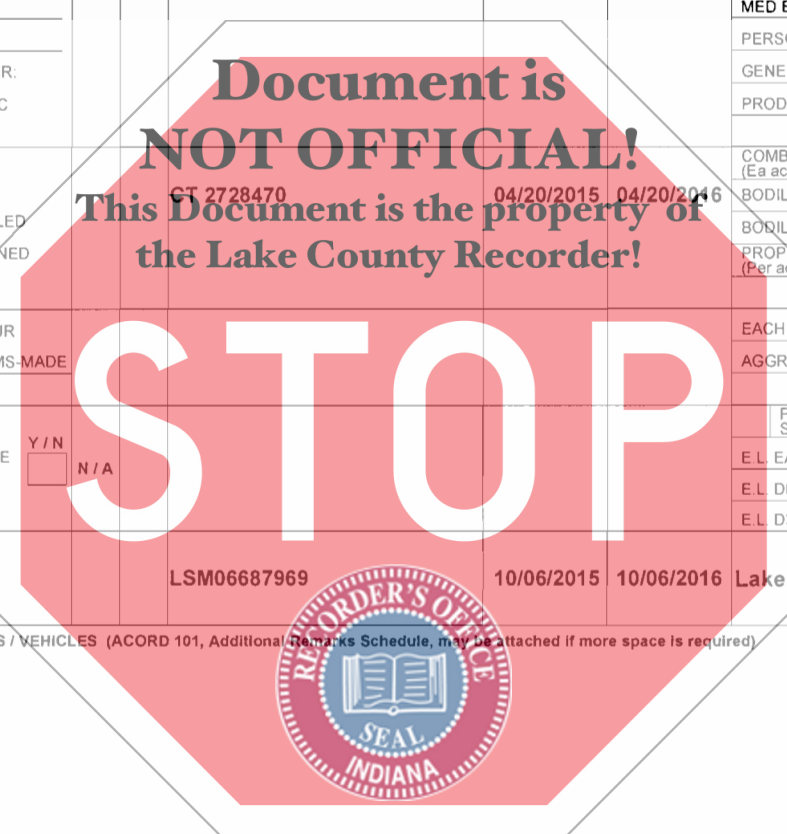 MED E
PERSO
R:
GENE
C
PROD
Document is
NOT OFFICIAL!
COMB
(Ea ac
CT 2728470 04/20/2015 04/20/2016
BODIL
This Document is the property of
LED
BODIL
NED
the Lake County Recorder!
PROP
(Per ac
UR
EACH
MS-MADE
AGGR
STOP
Y / N
E
N / A
E.L. EA
E.L. DI
E.L. DI
LSM06687969 10/06/2015 10/06/2016 Lake
S / VEHICLES (ACORD 101, Additional Remarks Schedule, may be attached if more space is required)
RECORDER'S OFFICE
SEAL
INDIANA